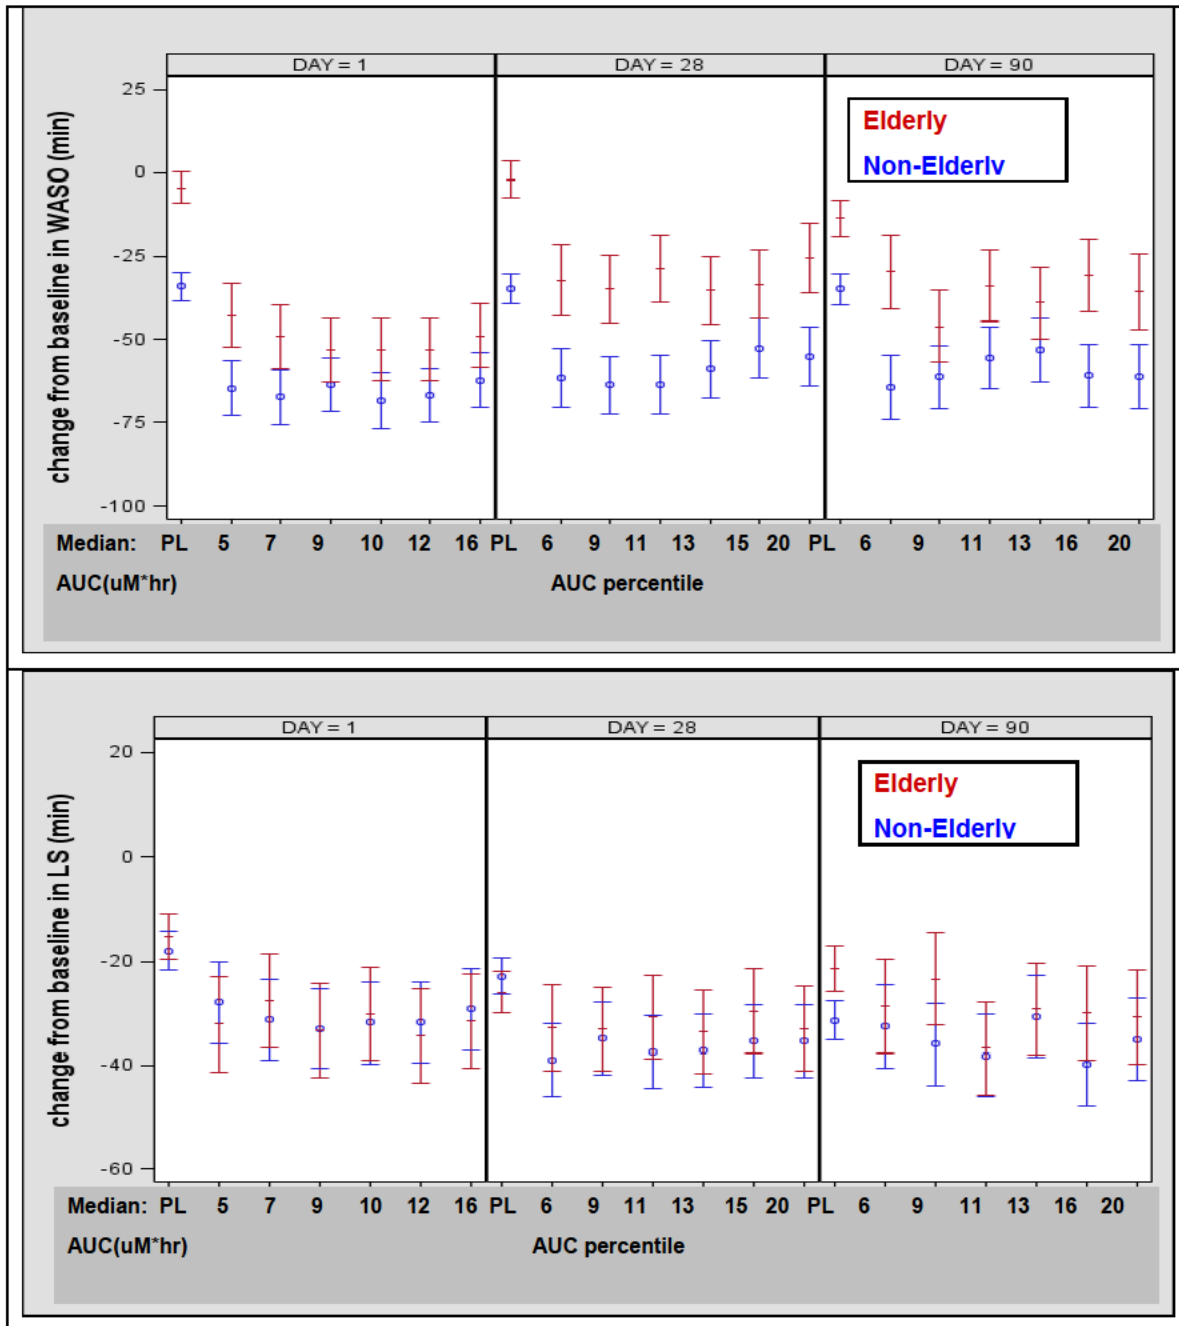 DAY = 1 DAY = 28 DAY = 90
25
0
-25
-50
-75
-100
change from baseline in WASO (min)
Elderly
Non-Elderly
Median: PL 5 7 9 10 12 16 PL 6 9 11 13 15 20 PL 6 9 11 13 16 20
AUC(uM*hr) AUC percentile
DAY = 1 DAY = 28 DAY = 90
20
0
-20
-40
-60
change from baseline in LS (min)
Elderly
Non-Elderly
Median: PL 5 7 9 10 12 16 PL 6 9 11 13 15 20 PL 6 9 11 13 16 20
AUC(uM*hr) AUC percentile